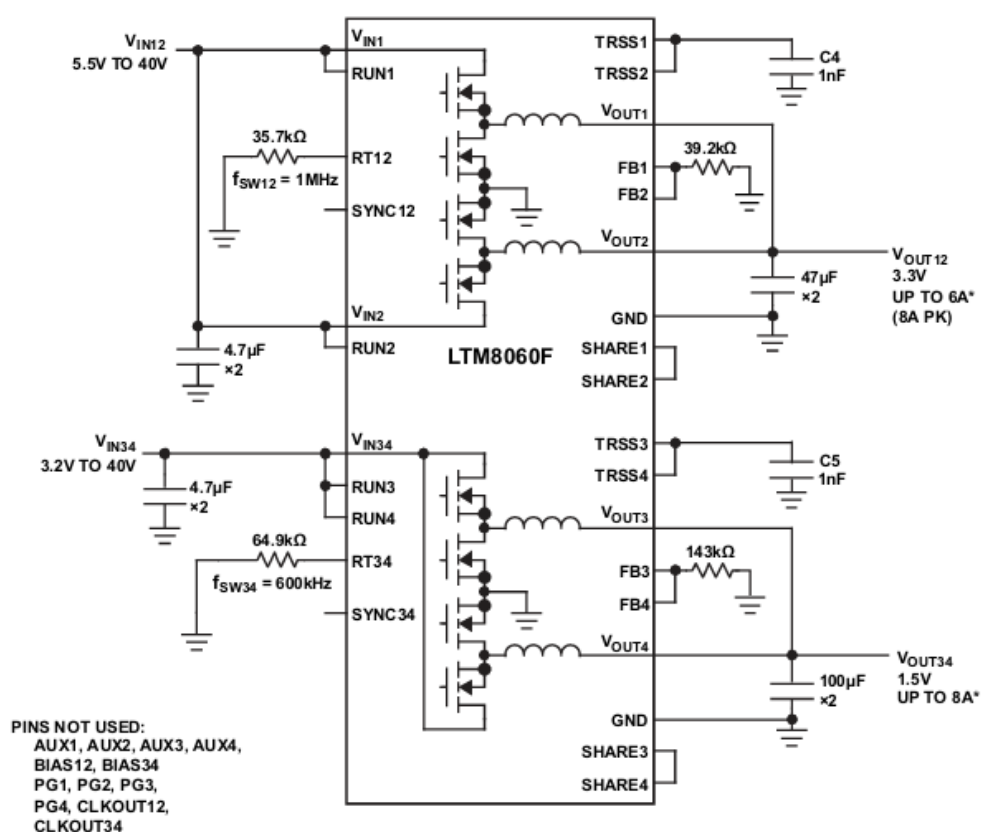 VIN12
5.5V TO 40V
VIN1
RUN1
35.7kΩ
RT12
fSW12 = 1MHz
SYNC12
VIN2
RUN2
4.7µF
×2
TRSS1
TRSS2
C4
1nF
VOUT1
39.2kΩ
FB1
FB2
VOUT2
VOUT12
3.3V
UP TO 6A*
(8A PK)
47µF
×2
GND
SHARE1
SHARE2
LTM8060F
VIN34
3.2V TO 40V
VIN34
RUN3
RUN4
4.7µF
×2
64.9kΩ
RT34
fSW34 = 600kHz
SYNC34
TRSS3
TRSS4
C5
1nF
VOUT3
143kΩ
FB3
FB4
VOUT4
VOUT34
1.5V
UP TO 8A*
100µF
×2
GND
SHARE3
SHARE4
PINS NOT USED:
AUX1, AUX2, AUX3, AUX4,
BIAS12, BIAS34
PG1, PG2, PG3,
PG4, CLKOUT12,
CLKOUT34